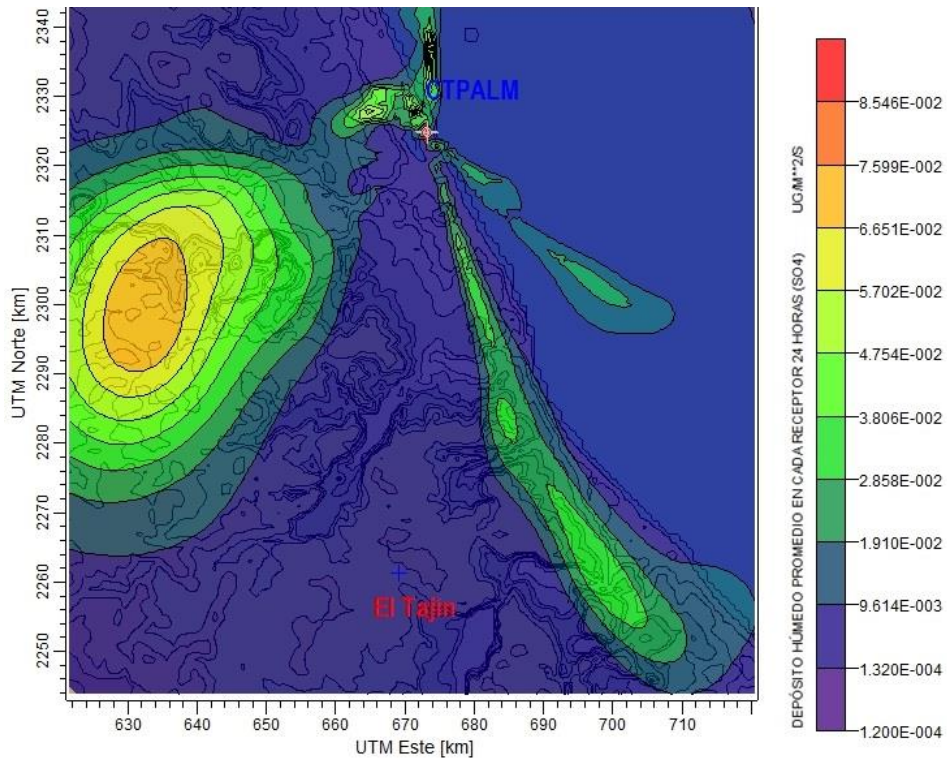 2340
2330
2320
2310
2300
2290
2280
2270
2260
2250
UTM Norte [km]
CTPALM
El Tajin
630
640
650
660
670
680
690
700
710
UTM Este [km]
DEPÓSITO HÚMEDO PROMEDIO EN CADA RECEPTOR 24 HORAS (SO4) UG/M**2/S
8.546E-002
7.599E-002
6.651E-002
5.702E-002
4.754E-002
3.806E-002
2.858E-002
1.910E-002
9.614E-003
1.320E-004
1.200E-004